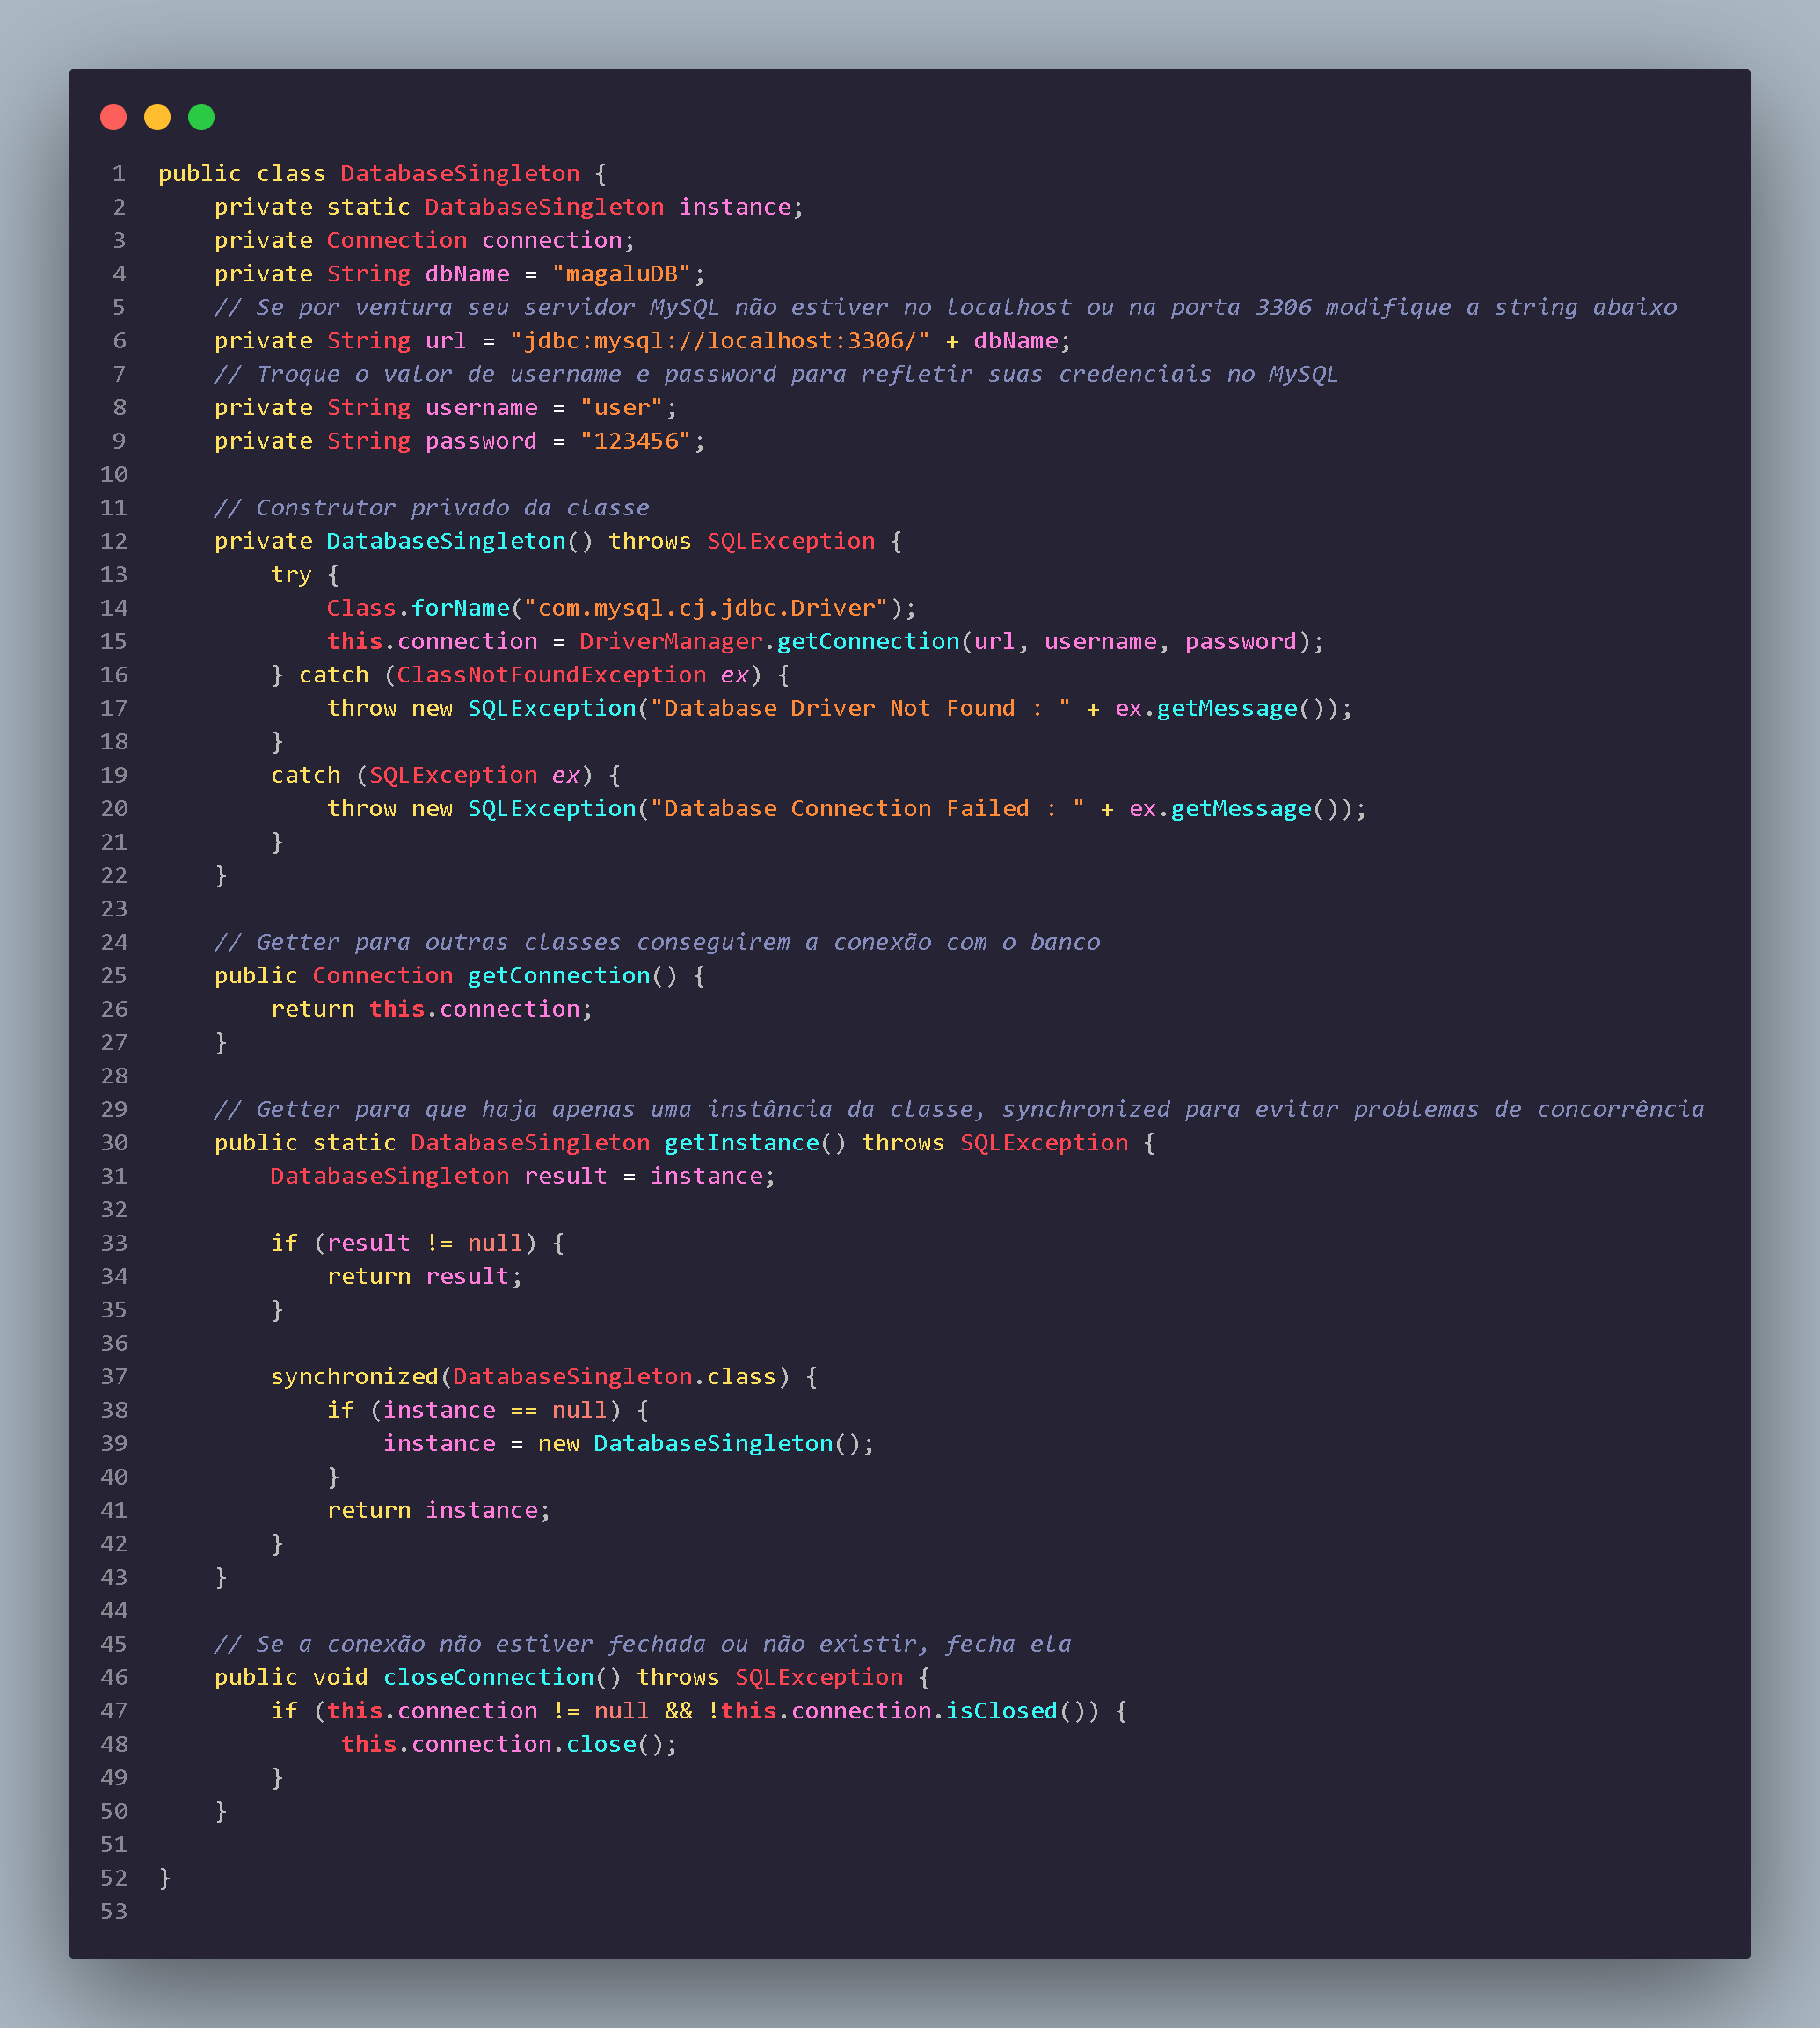 1 public class DatabaseSingleton {
2     private static DatabaseSingleton instance;
3     private Connection connection;
4     private String dbName = "magaluDB";
5     // Se por ventura seu servidor MySQL não estiver no localhost ou na porta 3306 modifique a string abaixo
6     private String url = "jdbc:mysql://localhost:3306/" + dbName;
7     // Troque o valor de username e password para refletir suas credenciais no MySQL
8     private String username = "user";
9     private String password = "123456";
10
11     // Construtor privado da classe
12     private DatabaseSingleton() throws SQLException {
13         try {
14             Class.forName("com.mysql.cj.jdbc.Driver");
15             this.connection = DriverManager.getConnection(url, username, password);
16         } catch (ClassNotFoundException ex) {
17             throw new SQLException("Database Driver Not Found : " + ex.getMessage());
18         }
19         catch (SQLException ex) {
20             throw new SQLException("Database Connection Failed : " + ex.getMessage());
21         }
22     }
23
24     // Getter para outras classes conseguirem a conexão com o banco
25     public Connection getConnection() {
26         return this.connection;
27     }
28
29     // Getter para que haja apenas uma instância da classe, synchronized para evitar problemas de concorrência
30     public static DatabaseSingleton getInstance() throws SQLException {
31         DatabaseSingleton result = instance;
32
33         if (result != null) {
34             return result;
35         }
36
37         synchronized(DatabaseSingleton.class) {
38             if (instance == null) {
39                 instance = new DatabaseSingleton();
40             }
41             return instance;
42         }
43     }
44
45     // Se a conexão não estiver fechada ou não existir, fecha ela
46     public void closeConnection() throws SQLException {
47         if (this.connection != null && !this.connection.isClosed()) {
48              this.connection.close();
49         }
50     }
51
52 }
53